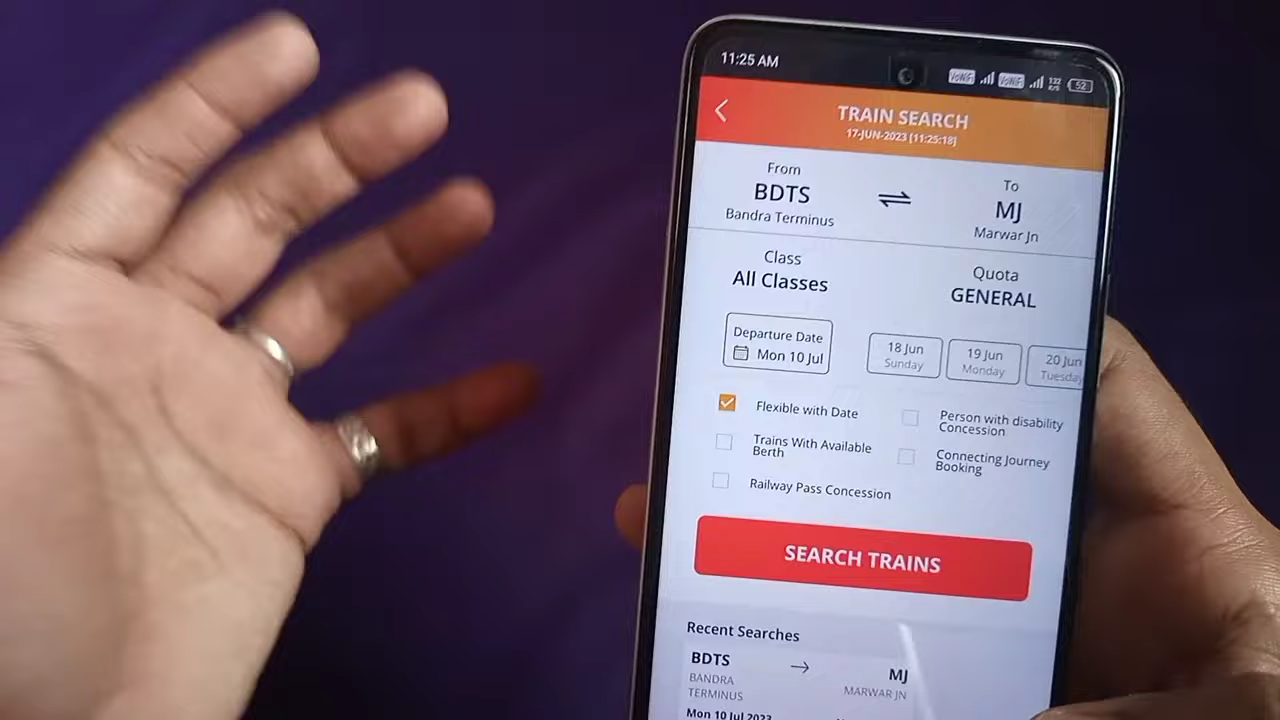 11:25 AM
VoWiFi VoWiFi 52
TRAIN SEARCH
17-JUN-2023 [11:25:18]
From
BDTS
Bandra Terminus
To
MJ
Marwar Jn
Class
All Classes
Quota
GENERAL
Departure Date
Mon 10 Jul
18 Jun
Sunday
19 Jun
Monday
20 Jun
Tuesday
Flexible with Date
Person with disability
Concession
Trains With Available
Berth
Connecting Journey
Booking
Railway Pass Concession
SEARCH TRAINS
Recent Searches
BDTS
BANDRA
TERMINUS
MJ
MARWAR JN
Mon 10 Jul 2023